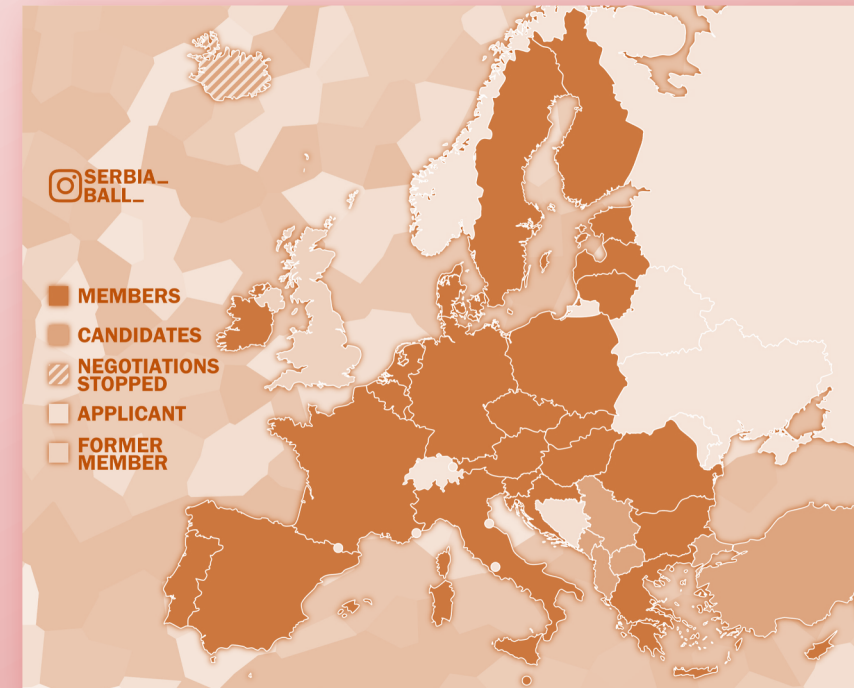 SERBIA_
BALL_
MEMBERS
CANDIDATES
NEGOTIATIONS
STOPPED
APPLICANT
FORMER
MEMBER